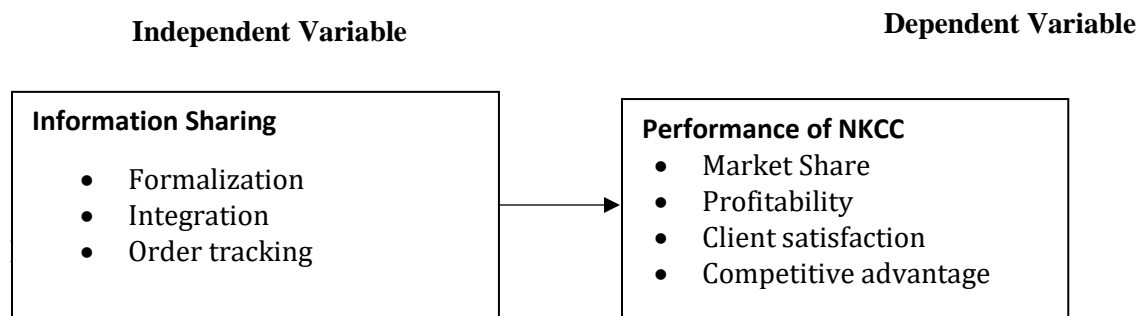 Independent Variable
Dependent Variable
Information Sharing
• Formalization
• Integration
• Order tracking
Performance of NKCC
• Market Share
• Profitability
• Client satisfaction
• Competitive advantage